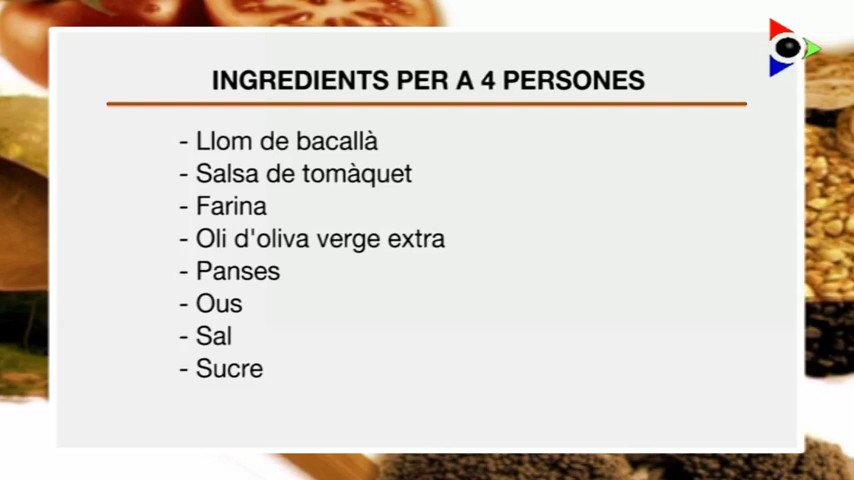 INGREDIENTS PER A 4 PERSONES
- Llom de bacallà
- Salsa de tomàquet
- Farina
- Oli d'oliva verge extra
- Panses
- Ous
- Sal
- Sucre